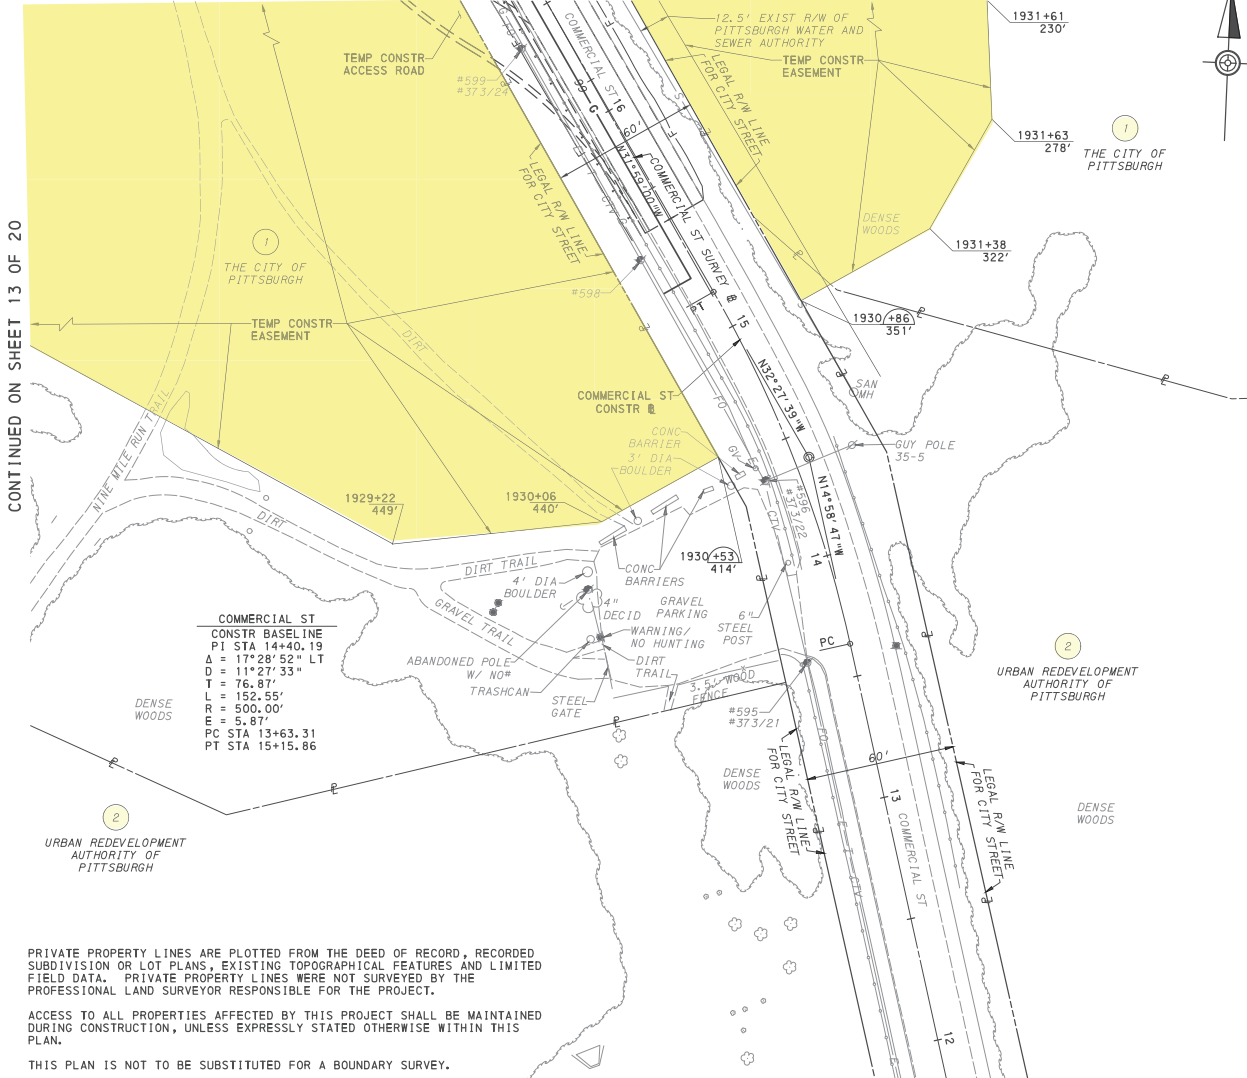 12.5' EXIST R/W OF
PITTSBURGH WATER AND
SEWER AUTHORITY
1931+61
230'
TEMP CONSTR
ACCESS ROAD
#599
#373/24
COMMERCIAL ST
16
99
G
60'
LEGAL R/W LINE
FOR CITY STREET
TEMP CONSTR
EASEMENT
1931+63
278'
1
THE CITY OF
PITTSBURGH
N31°59'00"W
COMMERCIAL ST SURVEY ℄
LEGAL R/W LINE
FOR CITY STREET
DENSE
WOODS
1931+38
322'
CONTINUED ON SHEET 13 OF 20
1
THE CITY OF
PITTSBURGH
#598
TEMP CONSTR
EASEMENT
DIRT
PT
15
1930+86
351'
N32°27'39"W
COMMERCIAL ST
CONSTR ℄
SAN
MH
FO
CONC
BARRIER
3' DIA
BOULDER
GV
GUY POLE
35-5
NINE MILE RUN TRAIL
1929+22
449'
1930+06
440'
#596
#373/22
CTV
N14°58'47"W
DIRT
1930+53
414'
14
DIRT TRAIL
CONC
BARRIERS
4' DIA
BOULDER
GRAVEL TRAIL
4"
DECID
GRAVEL
PARKING
6"
STEEL
POST
WARNING/
NO HUNTING
PC
COMMERCIAL ST
CONSTR BASELINE
PI STA 14+40.19
Δ = 17°28'52" LT
D = 11°27'33"
T = 76.87'
L = 152.55'
R = 500.00'
E = 5.87'
PC STA 13+63.31
PT STA 15+15.86
ABANDONED POLE
W/ NO#
TRASHCAN
DIRT
TRAIL
STEEL
GATE
3.5' WOOD
FENCE
#595
#373/21
2
URBAN REDEVELOPMENT
AUTHORITY OF
PITTSBURGH
DENSE
WOODS
FO
60'
DENSE
WOODS
LEGAL R/W LINE
FOR CITY STREET
LEGAL R/W LINE
FOR CITY STREET
13
COMMERCIAL ST
DENSE
WOODS
2
URBAN REDEVELOPMENT
AUTHORITY OF
PITTSBURGH
CTV
12
PRIVATE PROPERTY LINES ARE PLOTTED FROM THE DEED OF RECORD, RECORDED
SUBDIVISION OR LOT PLANS, EXISTING TOPOGRAPHICAL FEATURES AND LIMITED
FIELD DATA. PRIVATE PROPERTY LINES WERE NOT SURVEYED BY THE
PROFESSIONAL LAND SURVEYOR RESPONSIBLE FOR THE PROJECT.
ACCESS TO ALL PROPERTIES AFFECTED BY THIS PROJECT SHALL BE MAINTAINED
DURING CONSTRUCTION, UNLESS EXPRESSLY STATED OTHERWISE WITHIN THIS
PLAN.
THIS PLAN IS NOT TO BE SUBSTITUTED FOR A BOUNDARY SURVEY.